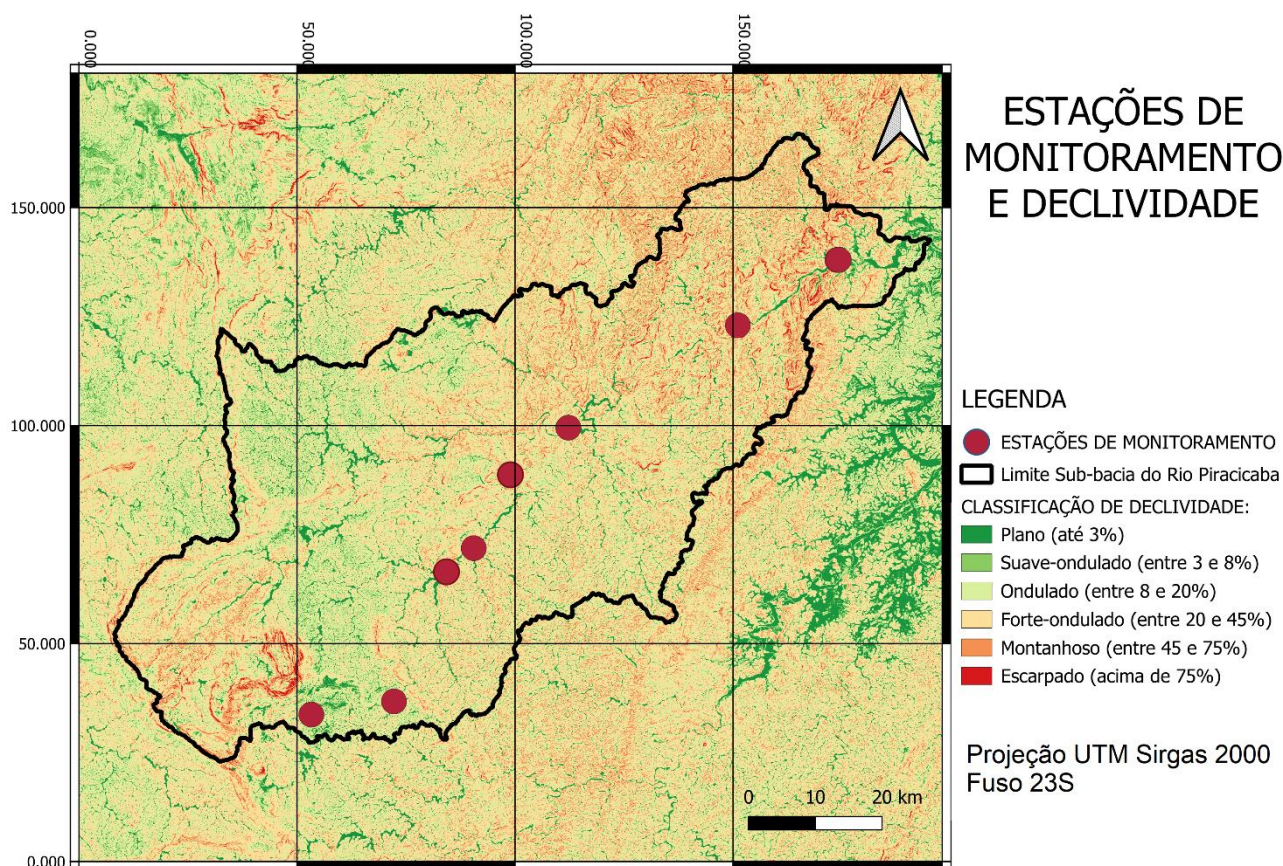 0.000
50.000
100.000
150.000
150.000
100.000
50.000
0.000
ESTAÇÕES DE
MONITORAMENTO
E DECLIVIDADE
LEGENDA
ESTAÇÕES DE MONITORAMENTO
Limite Sub-bacia do Rio Piracicaba
CLASSIFICAÇÃO DE DECLIVIDADE:
Plano (até 3%)
Suave-ondulado (entre 3 e 8%)
Ondulado (entre 8 e 20%)
Forte-ondulado (entre 20 e 45%)
Montanhoso (entre 45 e 75%)
Escarpado (acima de 75%)
Projeção UTM Sirgas 2000
Fuso 23S
0 10 20 km